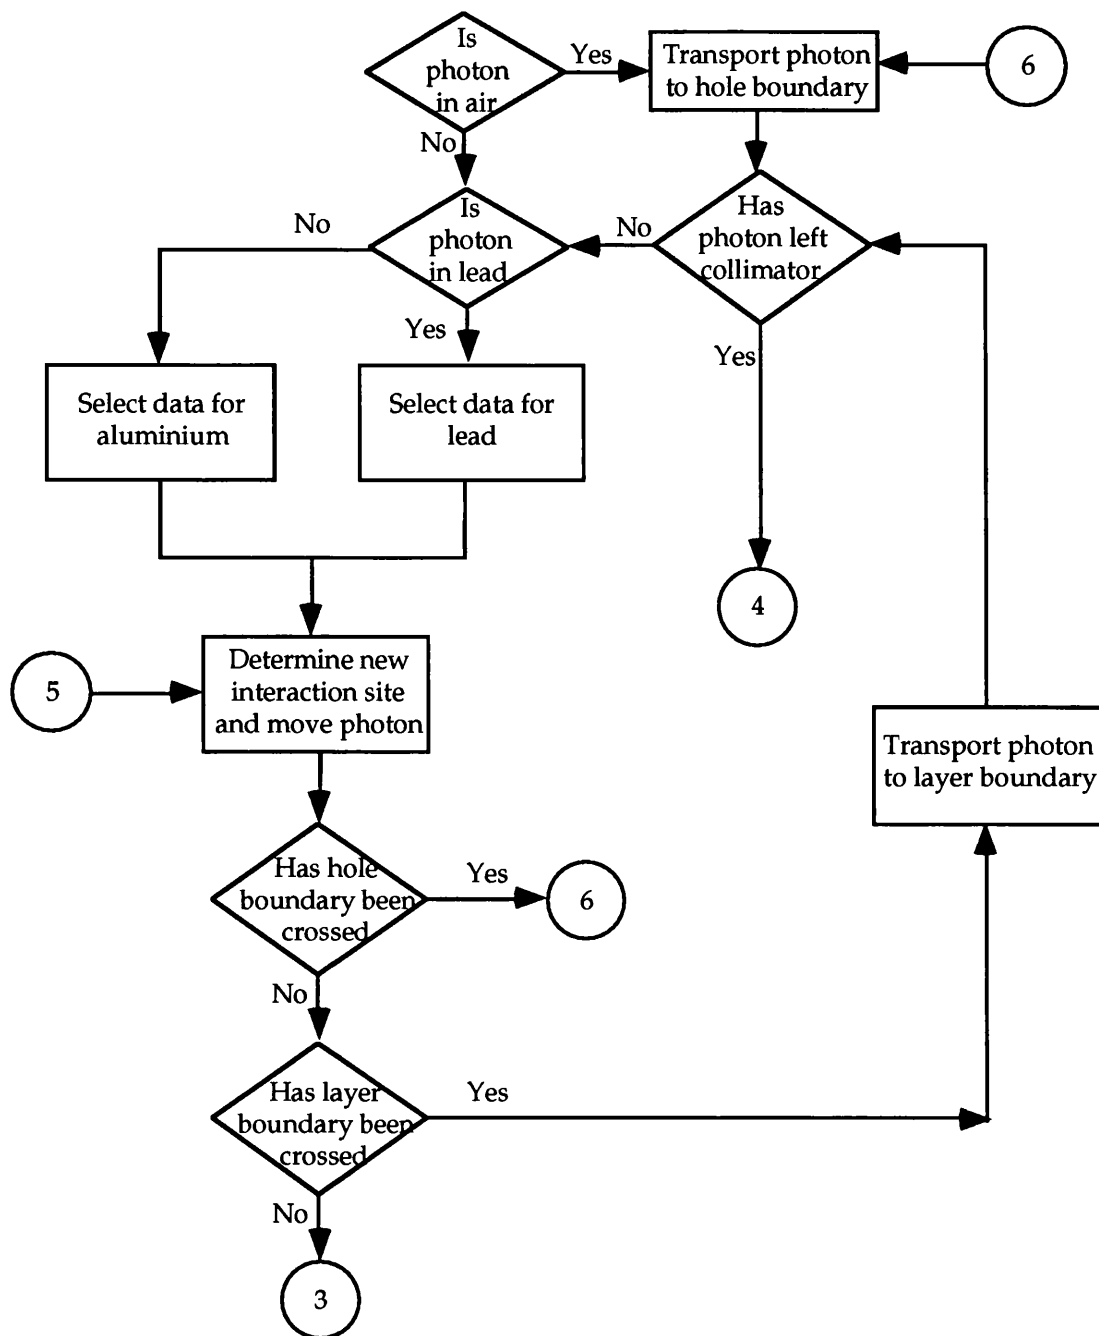 Is
photon
in air
Yes
Transport photon
to hole boundary
6
No
Is
photon
in lead
No
No
Has
photon left
collimator
Yes
Yes
Select data for
aluminium
Select data for
lead
4
5
Determine new
interaction site
and move photon
Transport photon
to layer boundary
Has hole
boundary been
crossed
Yes
6
No
Has layer
boundary been
crossed
Yes
No
3